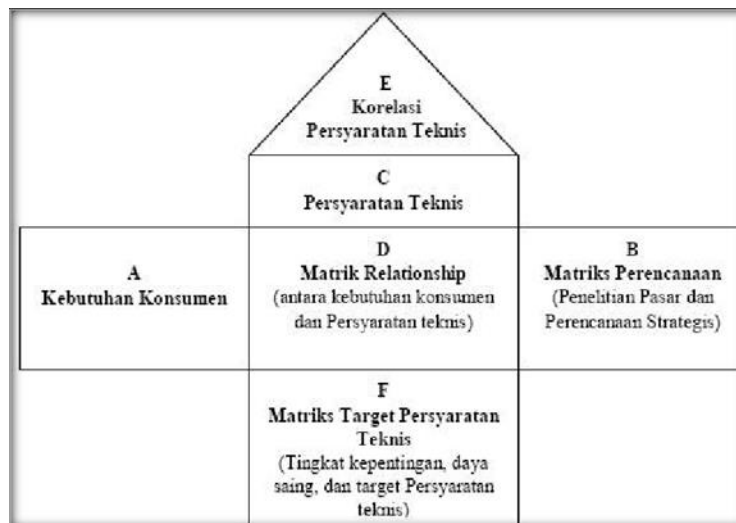 E
Korelasi
Persyaratan Teknis
C
Persyaratan Teknis
A
Kebutuhan Konsumen
D
Matrik Relationship
(antara kebutuhan konsumen
dan Persyaratan teknis)
B
Matriks Perencanaan
(Penelitian Pasar dan
Perencanaan Strategis)
F
Matriks Target Persyaratan
Teknis
(Tingkat kepentingan, daya
saing, dan target Persyaratan
teknis)